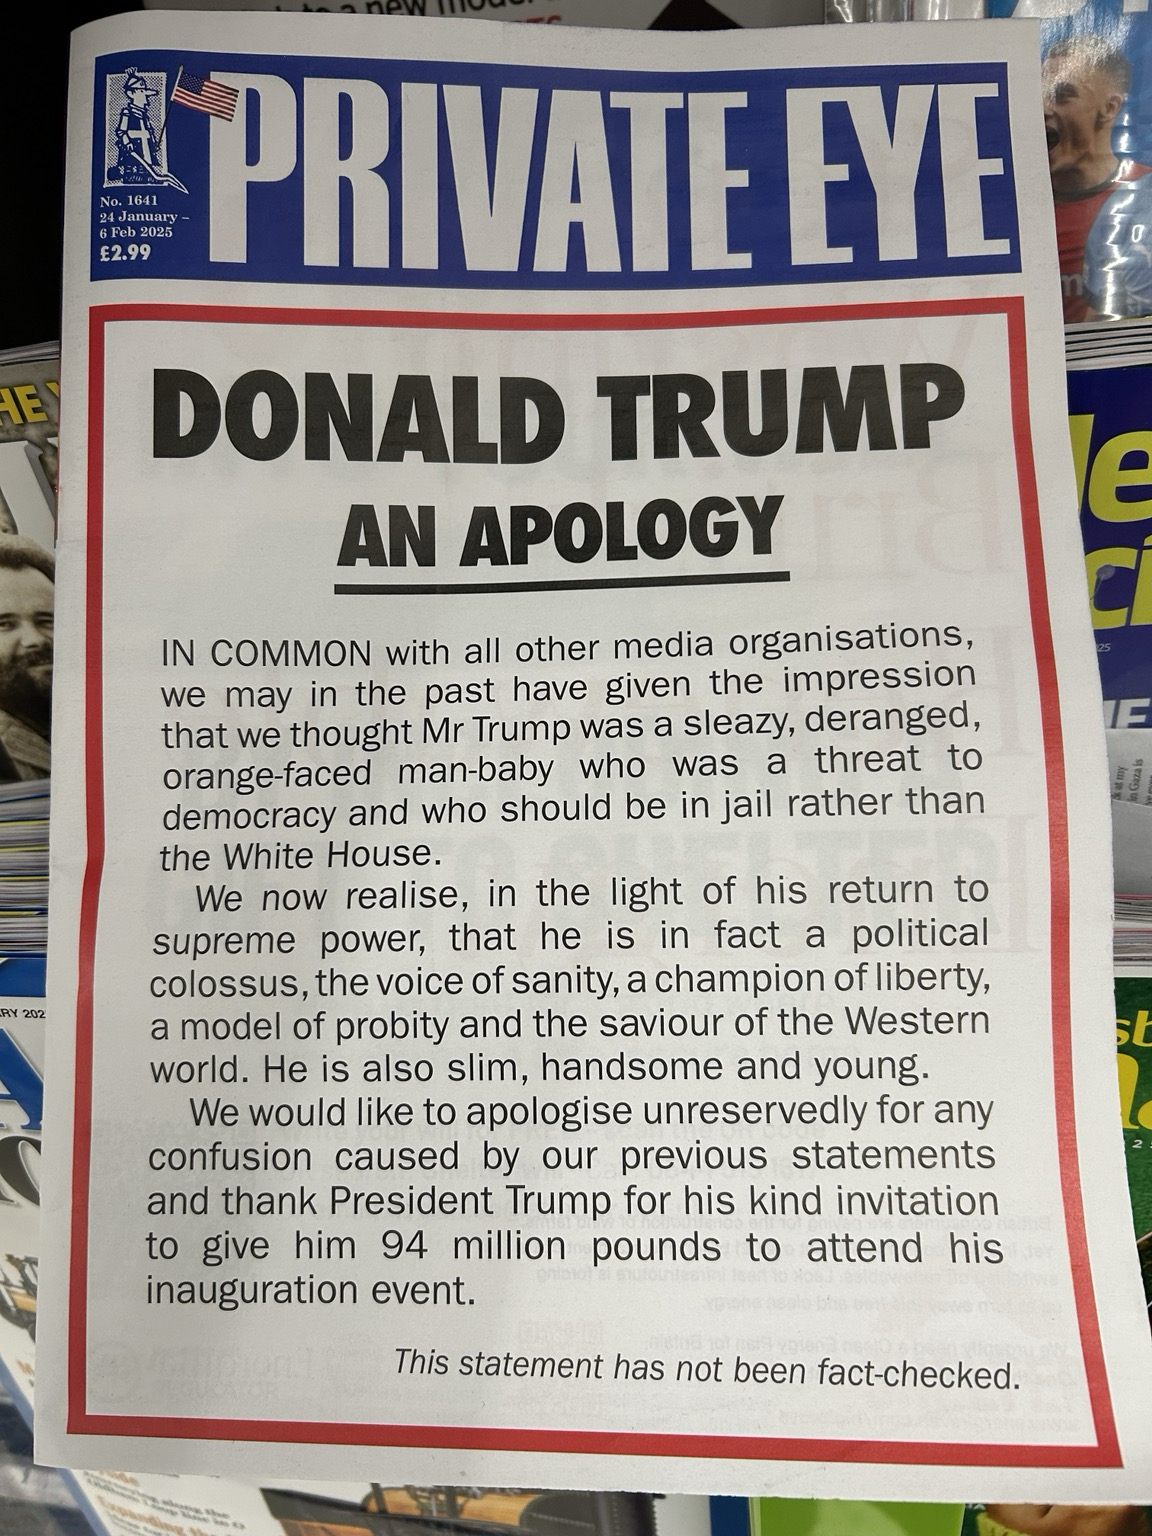 PRIVATE EYE
No. 1641
24 January –
6 Feb 2025
£2.99
DONALD TRUMP
AN APOLOGY
IN COMMON with all other media organisations,
we may in the past have given the impression
that we thought Mr Trump was a sleazy, deranged,
orange-faced man-baby who was a threat to
democracy and who should be in jail rather than
the White House.
We now realise, in the light of his return to
supreme power, that he is in fact a political
colossus, the voice of sanity, a champion of liberty,
a model of probity and the saviour of the Western
world. He is also slim, handsome and young.
We would like to apologise unreservedly for any
confusion caused by our previous statements
and thank President Trump for his kind invitation
to give him 94 million pounds to attend his
inauguration event.
This statement has not been fact-checked.